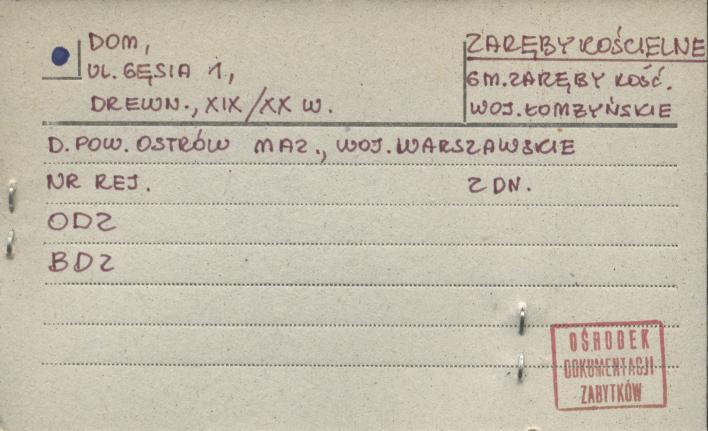 DOM,
UL. GĘSIA 1,
DREWN., XIX/XX W.
ZARĘBY KOŚCIELNE
GM. ZARĘBY KOŚĆ.
WOJ. ŁOMŻYŃSKIE
D. POW. OSTRÓW MAZ., WOJ. WARSZAWSKIE
NR REJ. Z DN.
ODZ
BDZ
OŚRODEK
DOKUMENTACJI
ZABYTKÓW